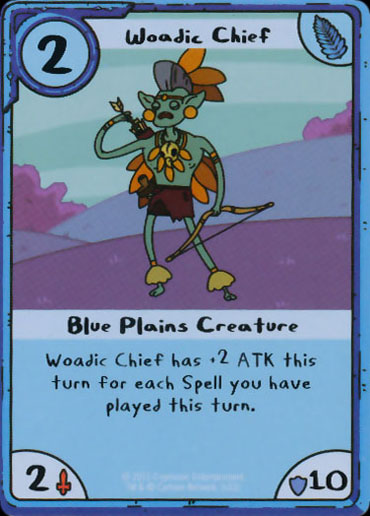 2
Woadic Chief
Blue Plains Creature
Woadic Chief has +2 ATK this
turn for each Spell you have
played this turn.
2
10